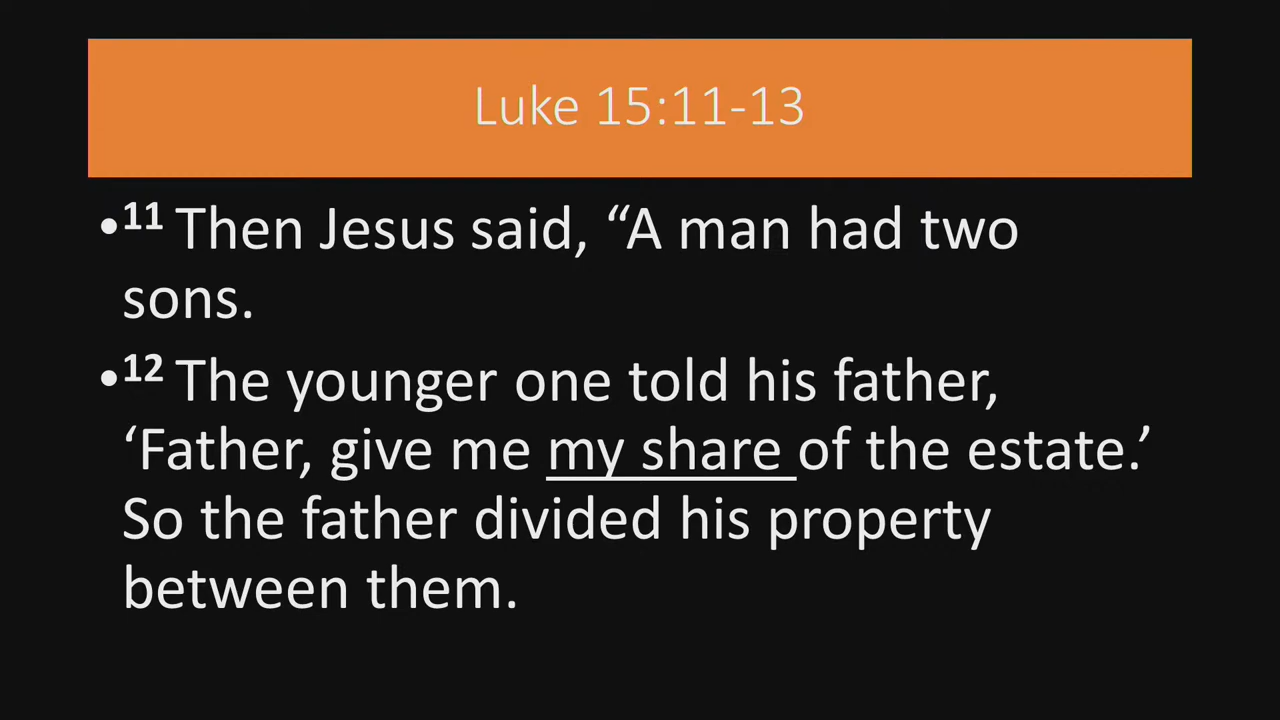 Luke 15:11-13
•11 Then Jesus said, “A man had two
sons.
•12 The younger one told his father,
‘Father, give me my share of the estate.’
So the father divided his property
between them.